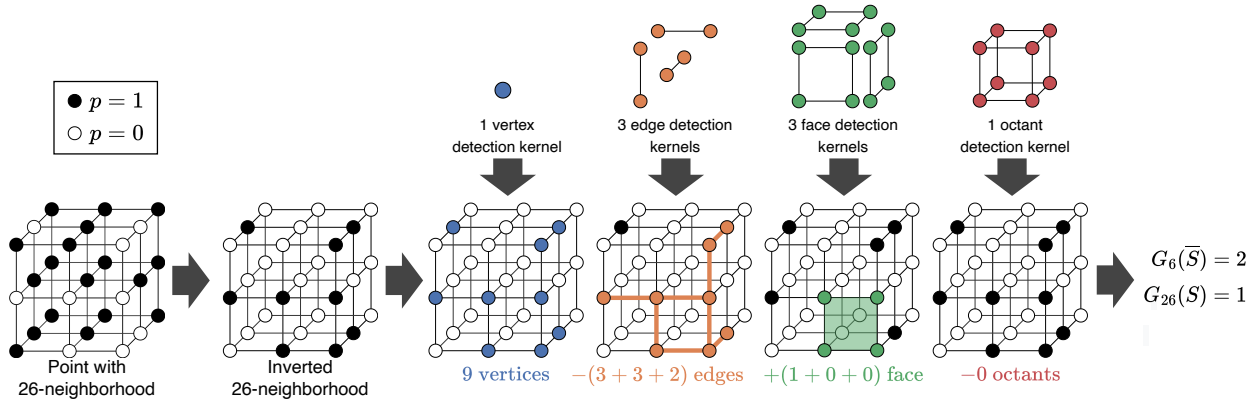 p = 1
p = 0
1 vertex
detection kernel
3 edge detection
kernels
3 face detection
kernels
1 octant
detection kernel
Point with
26-neighborhood
Inverted
26-neighborhood
9 vertices
−(3 + 3 + 2) edges
+(1 + 0 + 0) face
−0 octants
G₆(S̅) = 2
G₂₆(S) = 1